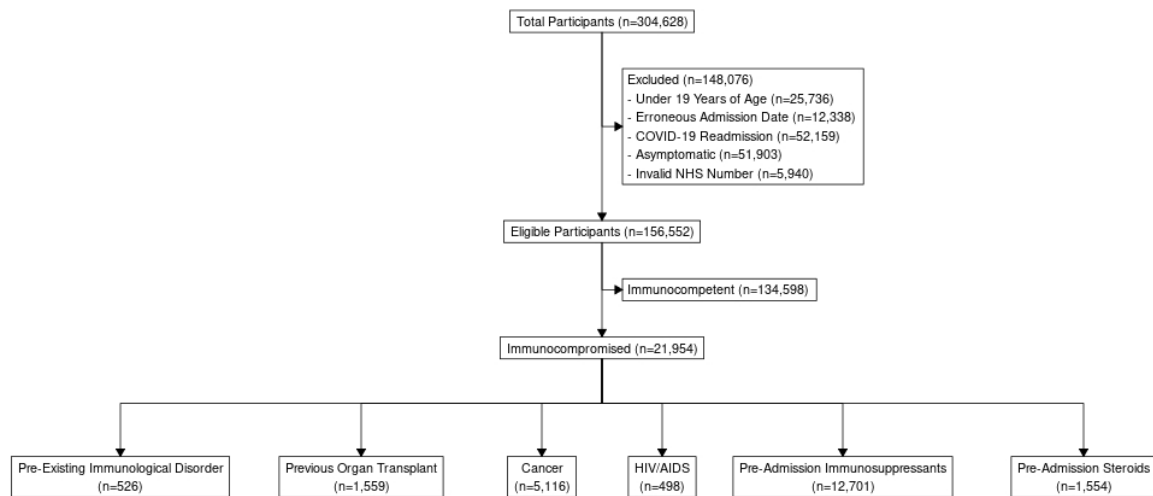 Total Participants (n=304,628)
Excluded (n=148,076)
- Under 19 Years of Age (n=25,736)
- Erroneous Admission Date (n=12,338)
- COVID-19 Readmission (n=52,159)
- Asymptomatic (n=51,903)
- Invalid NHS Number (n=5,940)
Eligible Participants (n=156,552)
Immunocompetent (n=134,598)
Immunocompromised (n=21,954)
Pre-Existing Immunological Disorder
(n=526)
Previous Organ Transplant
(n=1,559)
Cancer
(n=5,116)
HIV/AIDS
(n=498)
Pre-Admission Immunosuppressants
(n=12,701)
Pre-Admission Steroids
(n=1,554)